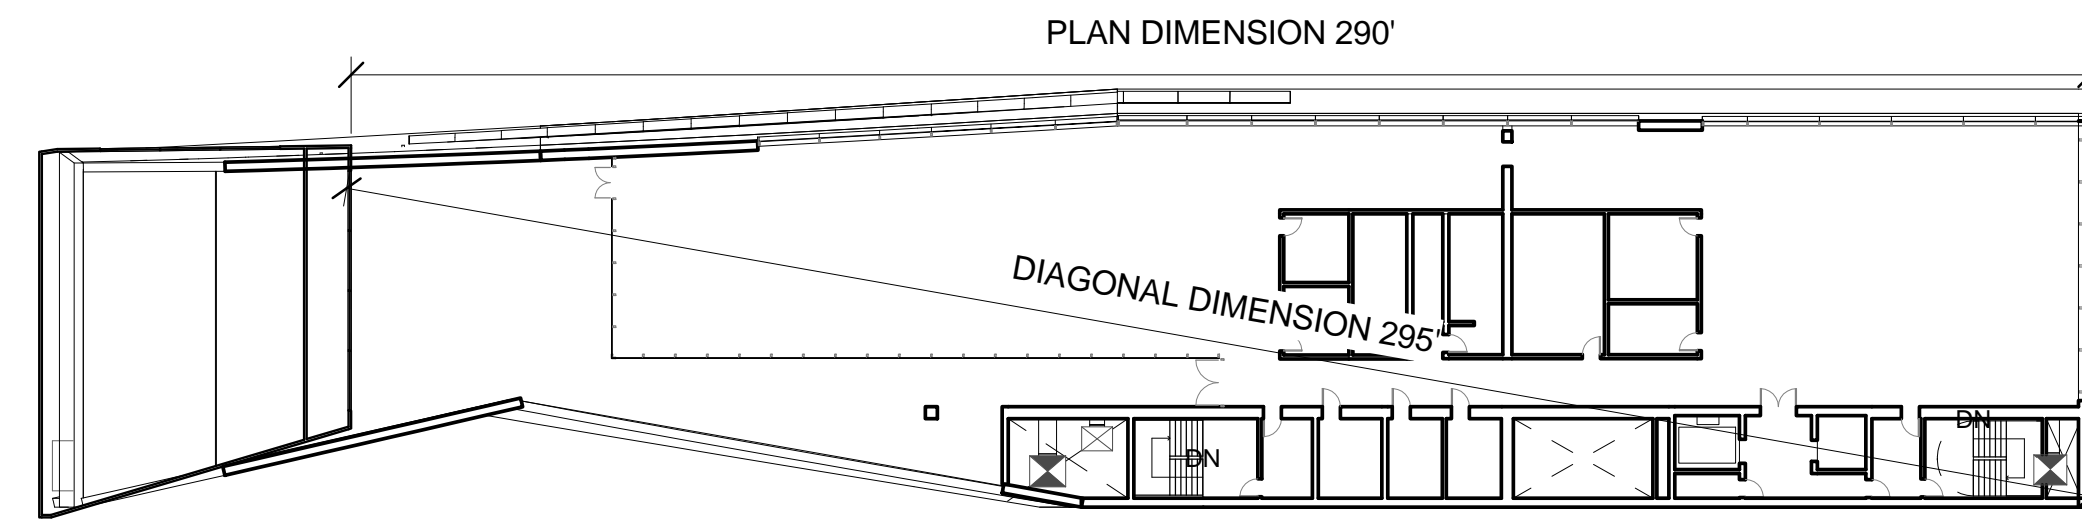 PLAN DIMENSION 290'
DIAGONAL DIMENSION 295'
DN
DN